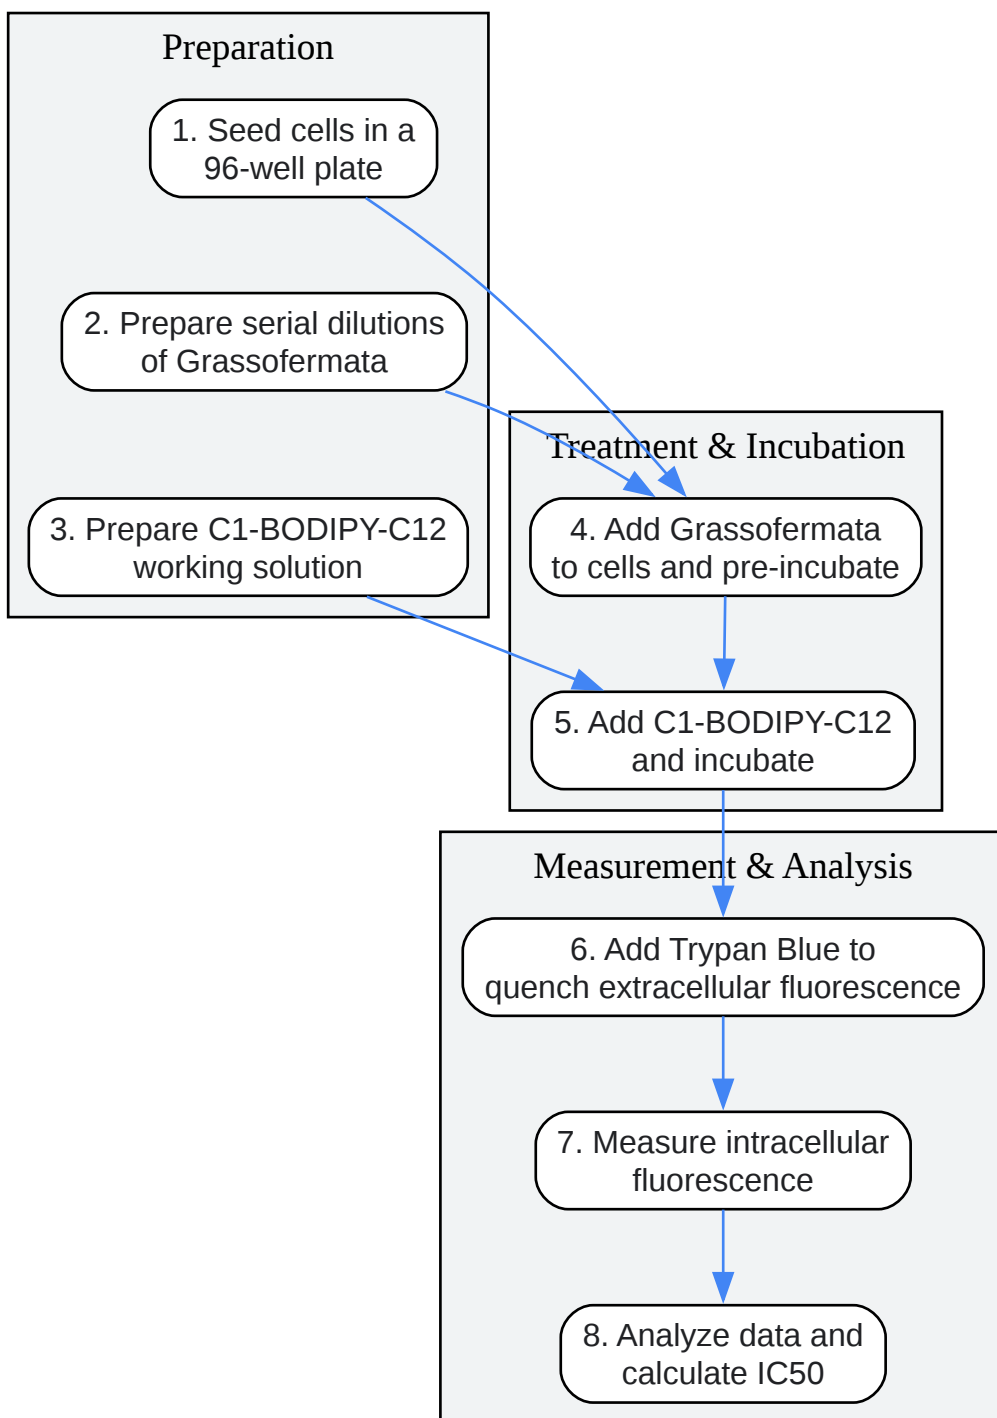 Preparation
1. Seed cells in a
96-well plate
2. Prepare serial dilutions
of Grassofermata
3. Prepare C1-BODIPY-C12
working solution
Treatment & Incubation
4. Add Grassofermata
to cells and pre-incubate
5. Add C1-BODIPY-C12
and incubate
Measurement & Analysis
6. Add Trypan Blue to
quench extracellular fluorescence
7. Measure intracellular
fluorescence
8. Analyze data and
calculate IC50